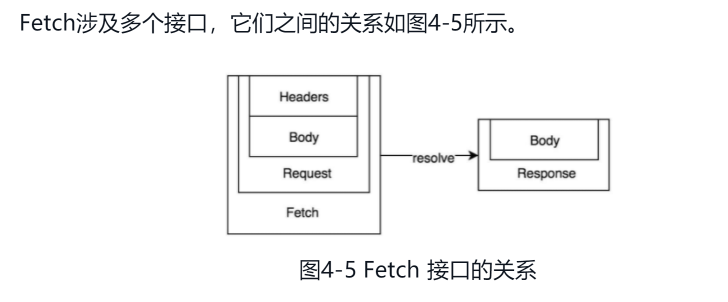 Fetch涉及多个接口，它们之间的关系如图4-5所示。
Headers
Body
Request
Fetch
resolve
Body
Response
图4-5 Fetch 接口的关系